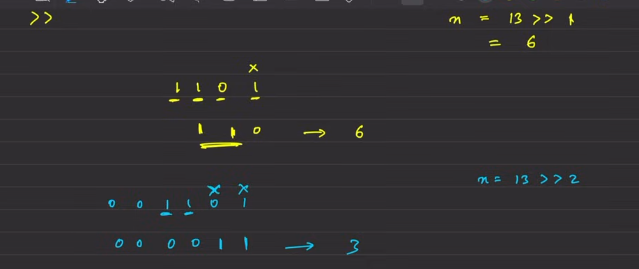 >>
n = 13 >> 1
= 6
x
1 1 0 1
1 1 0 → 6
x x
0 0 1 1 0 1
n = 13 >> 2
0 0 0 0 1 1 → 3